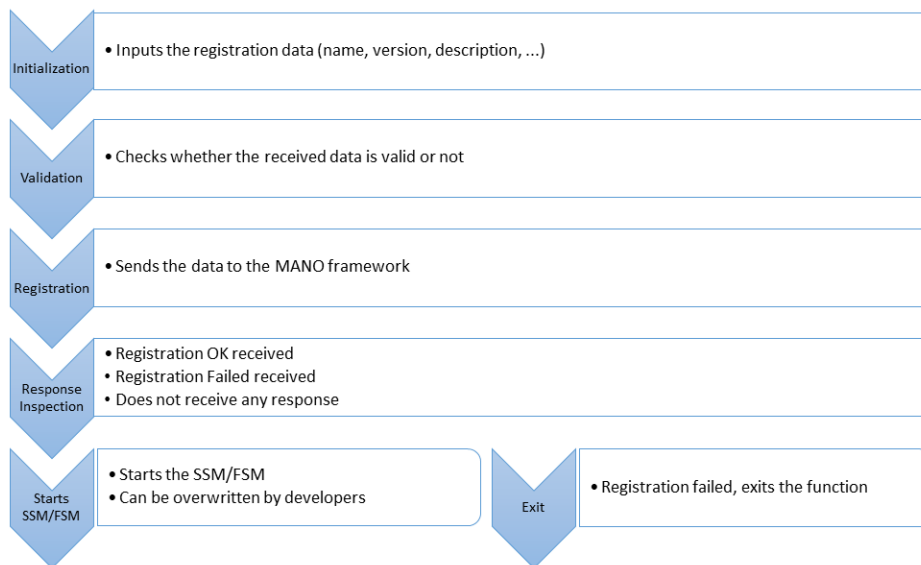 Initialization
• Inputs the registration data (name, version, description, ...)
Validation
• Checks whether the received data is valid or not
Registration
• Sends the data to the MANO framework
Response
Inspection
• Registration OK received
• Registration Failed received
• Does not receive any response
Starts
SSM/FSM
• Starts the SSM/FSM
• Can be overwritten by developers
Exit
• Registration failed, exits the function